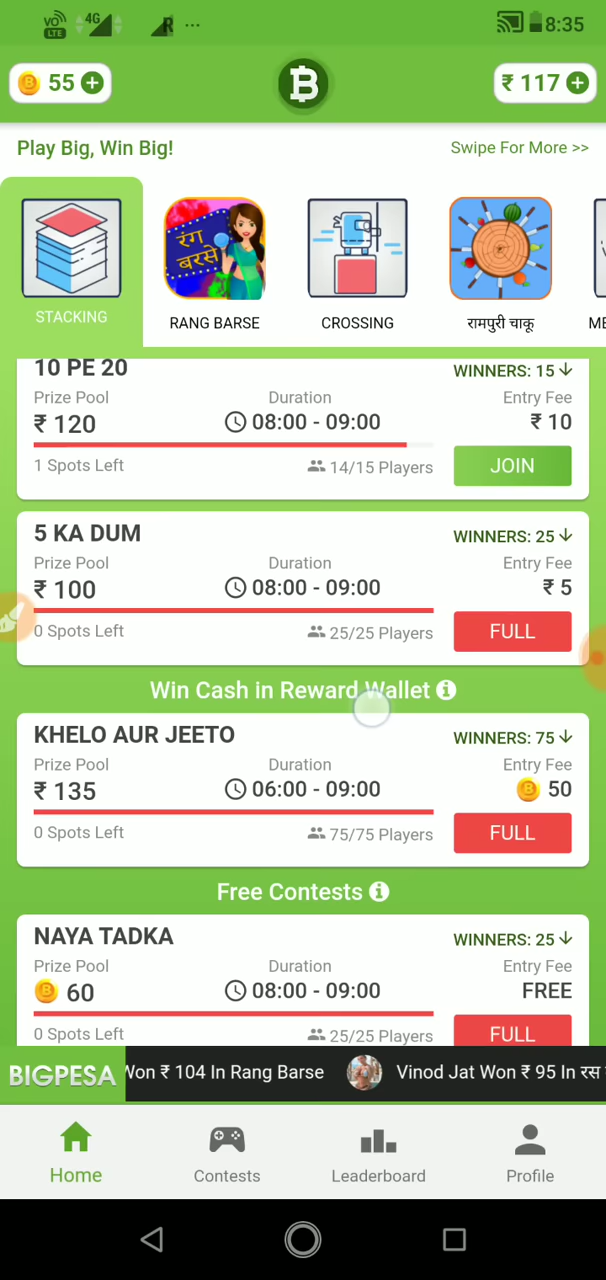 VO LTE 4G R ... 8:35
55 ₹ 117
Play Big, Win Big! Swipe For More >>
रंग बरसे
STACKING RANG BARSE CROSSING रामपुरी चाकू ME
10 PE 20 WINNERS: 15
Prize Pool Duration Entry Fee
₹ 120 08:00 - 09:00 ₹ 10
1 Spots Left 14/15 Players JOIN
5 KA DUM WINNERS: 25
Prize Pool Duration Entry Fee
₹ 100 08:00 - 09:00 ₹ 5
0 Spots Left 25/25 Players FULL
Win Cash in Reward Wallet
KHELO AUR JEETO WINNERS: 75
Prize Pool Duration Entry Fee
₹ 135 06:00 - 09:00 50
0 Spots Left 75/75 Players FULL
Free Contests
NAYA TADKA WINNERS: 25
Prize Pool Duration Entry Fee
60 08:00 - 09:00 FREE
0 Spots Left 25/25 Players FULL
BIGPESA Won ₹ 104 In Rang Barse Vinod Jat Won ₹ 95 In रस
Home Contests Leaderboard Profile